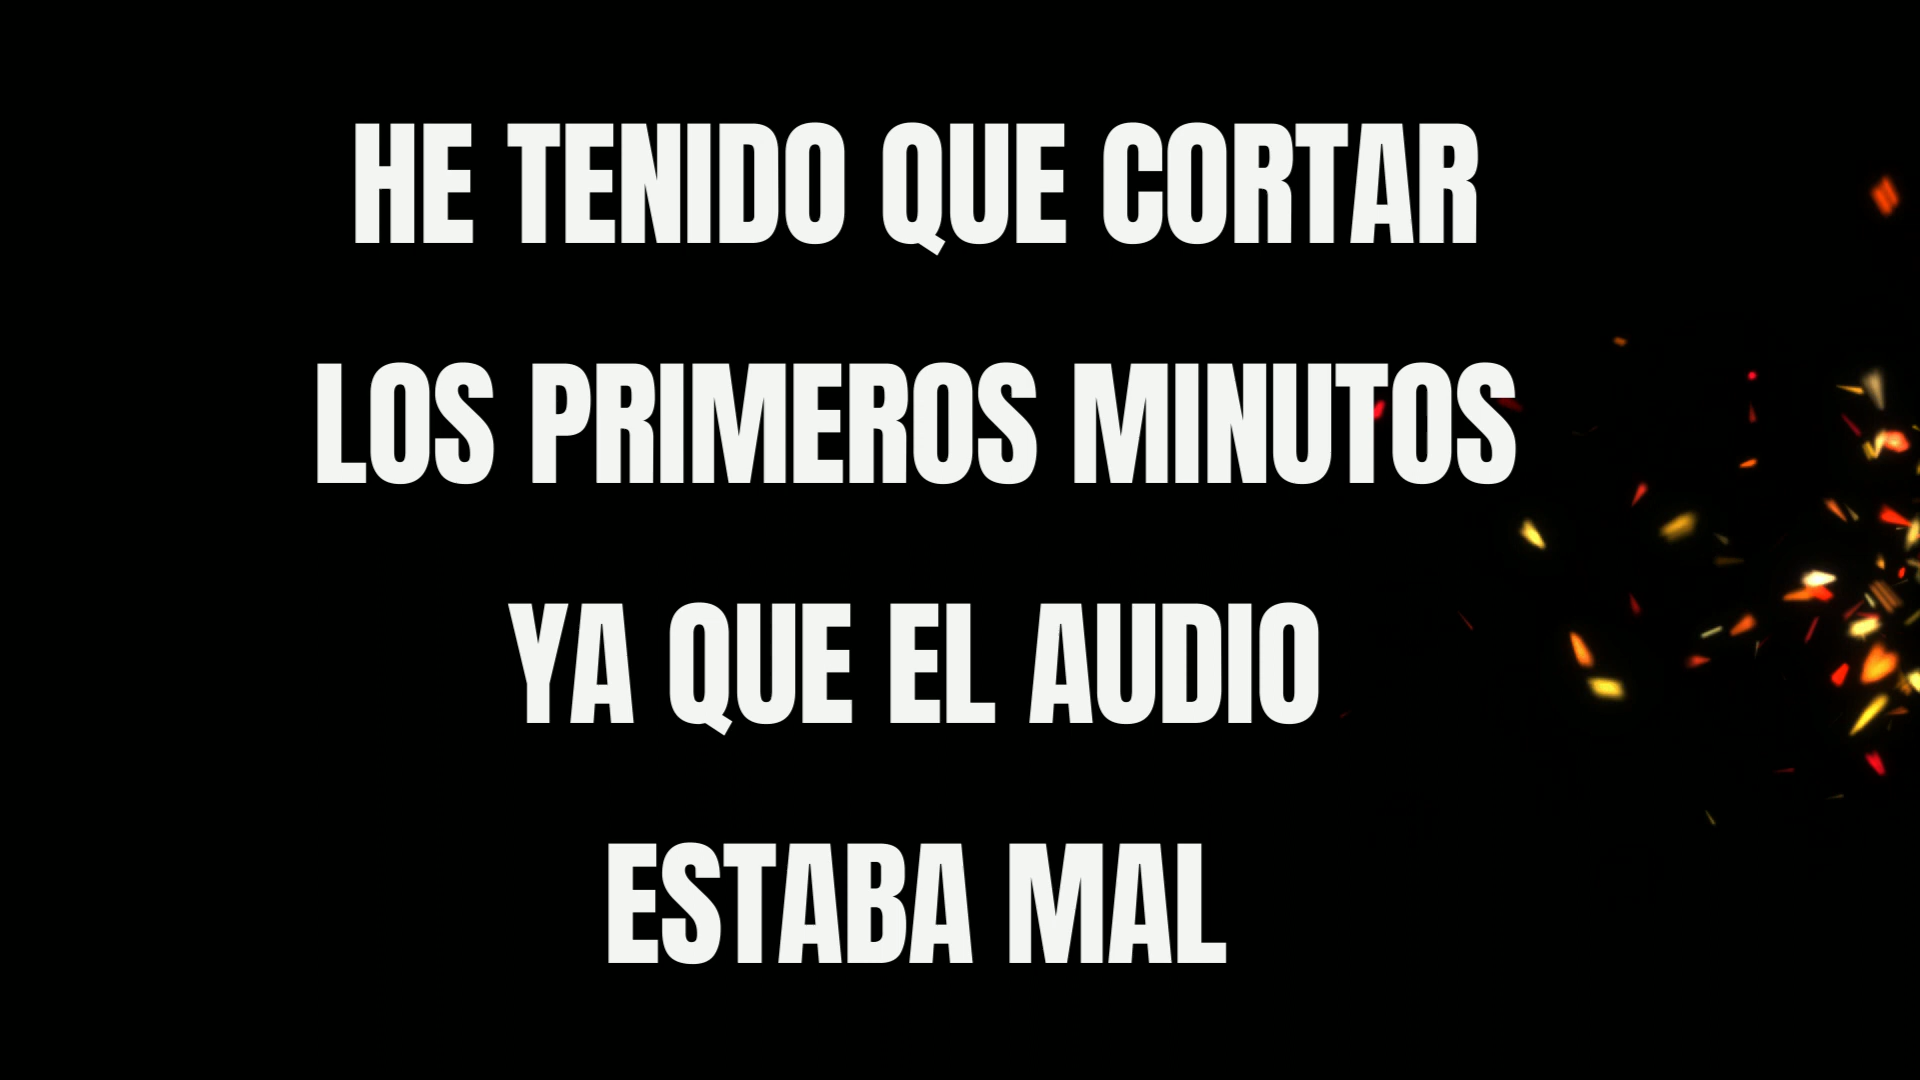 HE TENIDO QUE CORTAR
LOS PRIMEROS MINUTOS
YA QUE EL AUDIO
ESTABA MAL